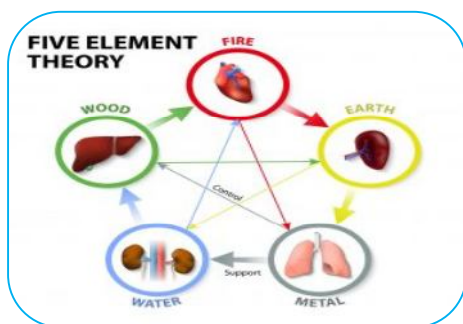 FIVE ELEMENT
THEORY
FIRE
WOOD
EARTH
Control
Support
WATER
METAL